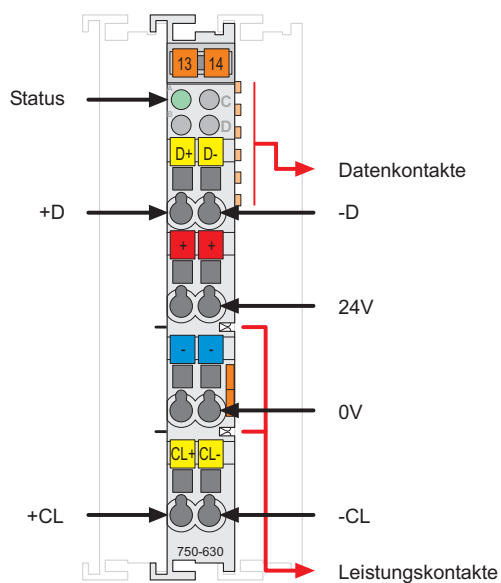 13 14
Status
A
C
B
D
D+ D-
Datenkontakte
+D
-D
+ +
24V
- -
0V
CL+ CL-
+CL
-CL
750-630
Leistungskontakte